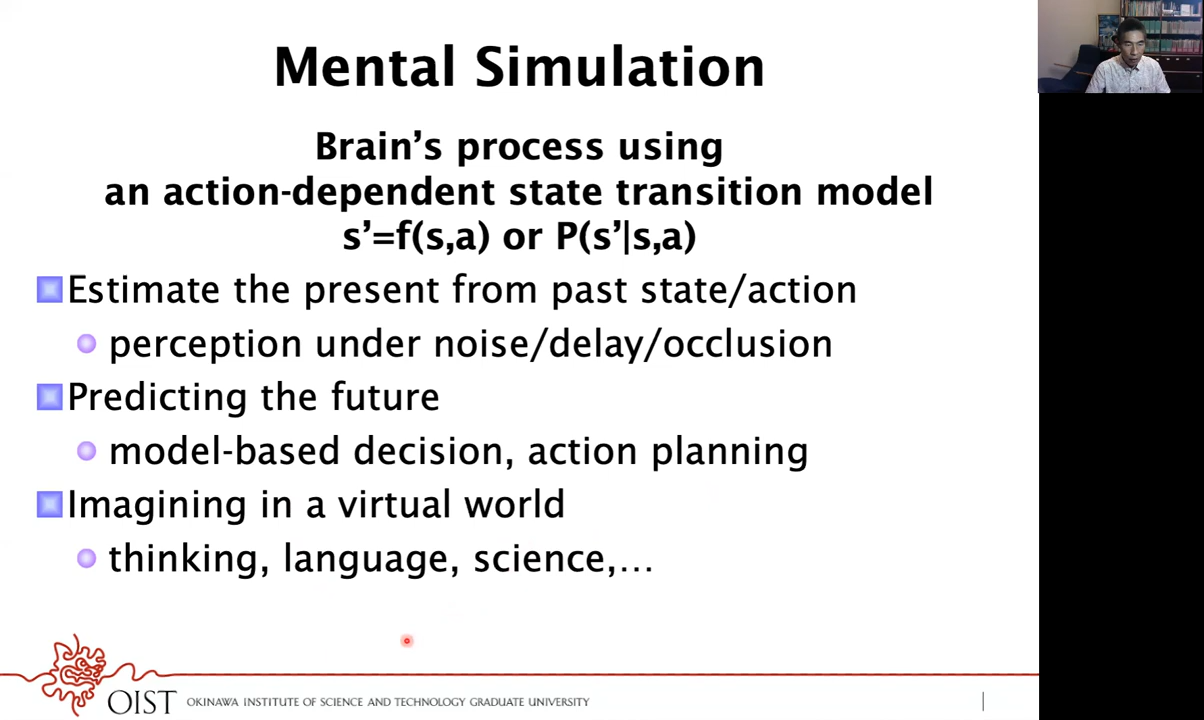 Mental Simulation
Brain’s process using
an action-dependent state transition model
s’=f(s,a) or P(s’|s,a)
Estimate the present from past state/action
perception under noise/delay/occlusion
Predicting the future
model-based decision, action planning
Imagining in a virtual world
thinking, language, science,…
OIST OKINAWA INSTITUTE OF SCIENCE AND TECHNOLOGY GRADUATE UNIVERSITY